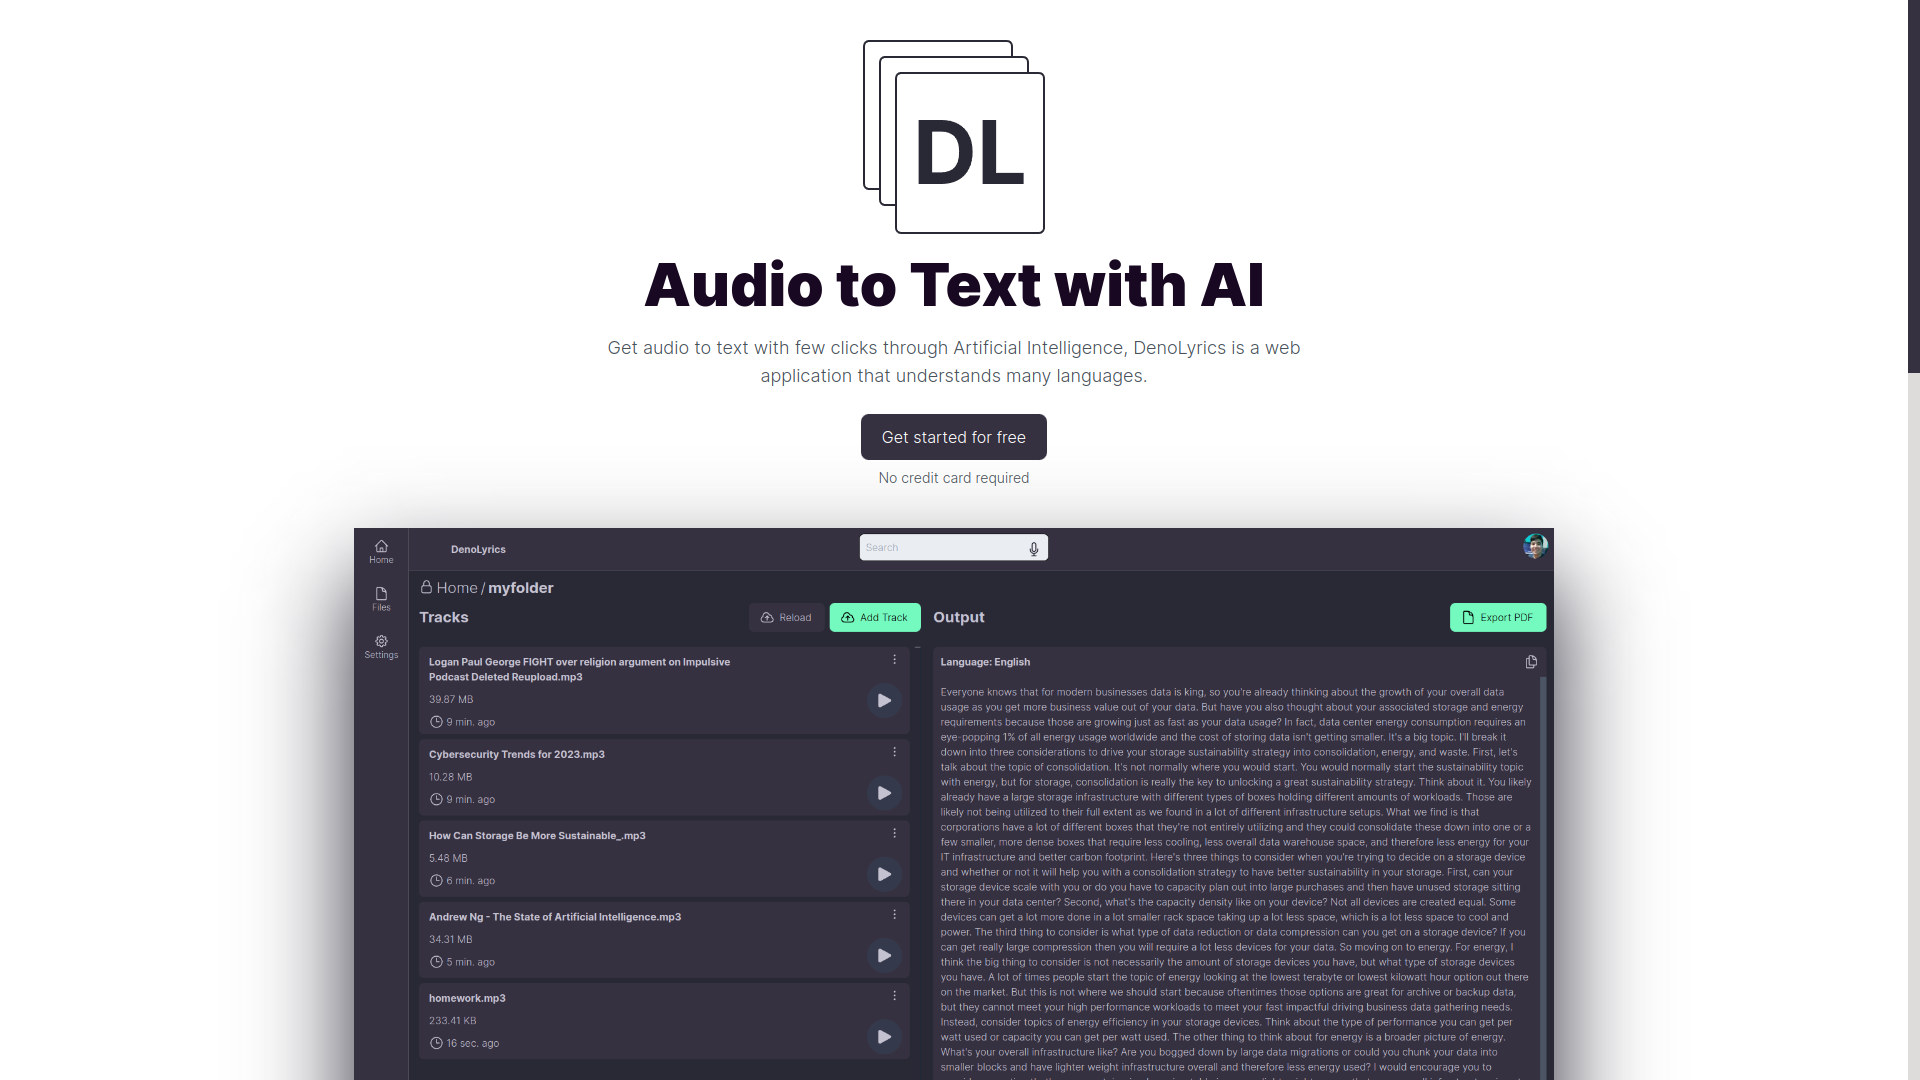 DL
Audio to Text with AI
Get audio to text with few clicks through Artificial Intelligence, DenoLyrics is a web
application that understands many languages.
Get started for free
No credit card required
Home
Files
Settings
DenoLyrics
Search
Home / myfolder
Tracks
Reload
Add Track
Logan Paul George FIGHT over religion argument on Impulsive
Podcast Deleted Reupload.mp3
39.87 MB
9 min. ago
Cybersecurity Trends for 2023.mp3
10.28 MB
9 min. ago
How Can Storage Be More Sustainable_.mp3
5.48 MB
6 min. ago
Andrew Ng - The State of Artificial Intelligence.mp3
34.31 MB
5 min. ago
homework.mp3
233.41 KB
16 sec. ago
Output
Export PDF
Language: English
Everyone knows that for modern businesses data is king, so you're already thinking about the growth of your overall data
usage as you get more business value out of your data. But have you also thought about your associated storage and energy
requirements because those are growing just as fast as your data usage? In fact, data center energy consumption requires an
eye-popping 1% of all energy usage worldwide and the cost of storing data isn't getting smaller. It's a big topic. I'll break it
down into three considerations to drive your storage sustainability strategy into consolidation, energy, and waste. First, let's
talk about the topic of consolidation. It's not normally where you would start. You would normally start the sustainability topic
with energy, but for storage, consolidation is really the key to unlocking a great sustainability strategy. Think about it. You likely
already have a large storage infrastructure with different types of boxes holding different amounts of workloads. Those are
likely not being utilized to their full extent as we found in a lot of different infrastructure setups. What we find is that
corporations have a lot of different boxes that they're not entirely utilizing and they could consolidate these down into one or a
few smaller, more dense boxes that require less cooling, less overall data warehouse space, and therefore less energy for your
IT infrastructure and better carbon footprint. Here's three things to consider when you're trying to decide on a storage device
and whether or not it will help you with a consolidation strategy to have better sustainability in your storage. First, can your
storage device scale with you or do you have to capacity plan out into large purchases and then have unused storage sitting
there in your data center? Second, what's the capacity density like on your device? Not all devices are created equal. Some
devices can get a lot more done in a lot smaller rack space taking up a lot less space, which is a lot less space to cool and
power. The third thing to consider is what type of data reduction or data compression can you get on a storage device? If you
can get really large compression then you will require a lot less devices for your data. So moving on to energy. For energy, I
think the big thing to consider is not necessarily the amount of storage devices you have, but what type of storage devices
you have. A lot of times people start the topic of energy looking at the lowest terabyte or lowest kilowatt hour option out there
on the market. But this is not where we should start because oftentimes those options are great for archive or backup data,
but they cannot meet your high performance workloads to meet your fast impactful driving business data gathering needs.
Instead, consider topics of energy efficiency in your storage devices. Think about the type of performance you can get per
watt used or capacity you can get per watt used. The other thing to think about for energy is a broader picture of energy.
What's your overall infrastructure like? Are you bogged down by large data migrations or could you chunk your data into
smaller blocks and have lighter weight infrastructure overall and therefore less energy used? I would encourage you to